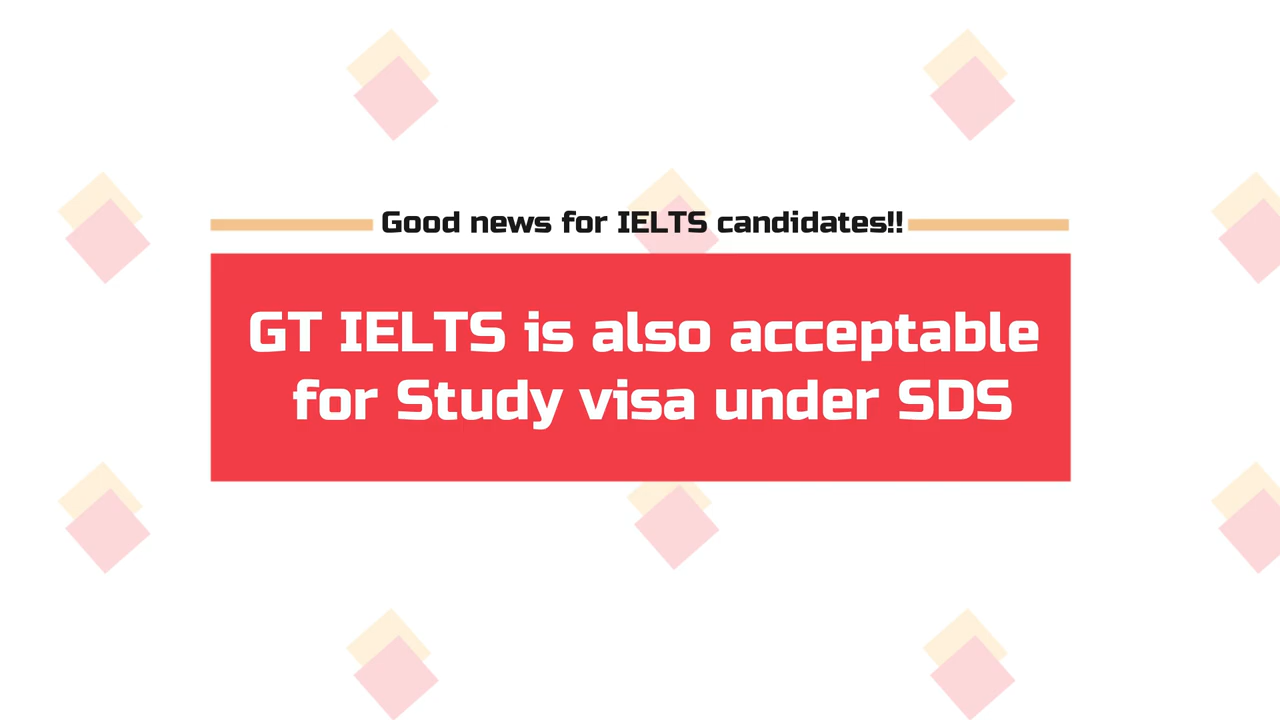 Good news for IELTS candidates!!
GT IELTS is also acceptable
for Study visa under SDS